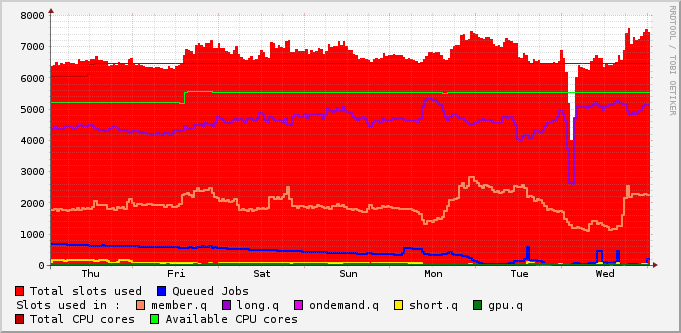 8000
7000
6000
5000
4000
3000
2000
1000
0
Thu Fri Sat Sun Mon Tue Wed
Total slots used Queued Jobs
Slots used in : member.q long.q ondemand.q short.q gpu.q
Total CPU cores Available CPU cores
RRDTOOL / TOBI OETIKER